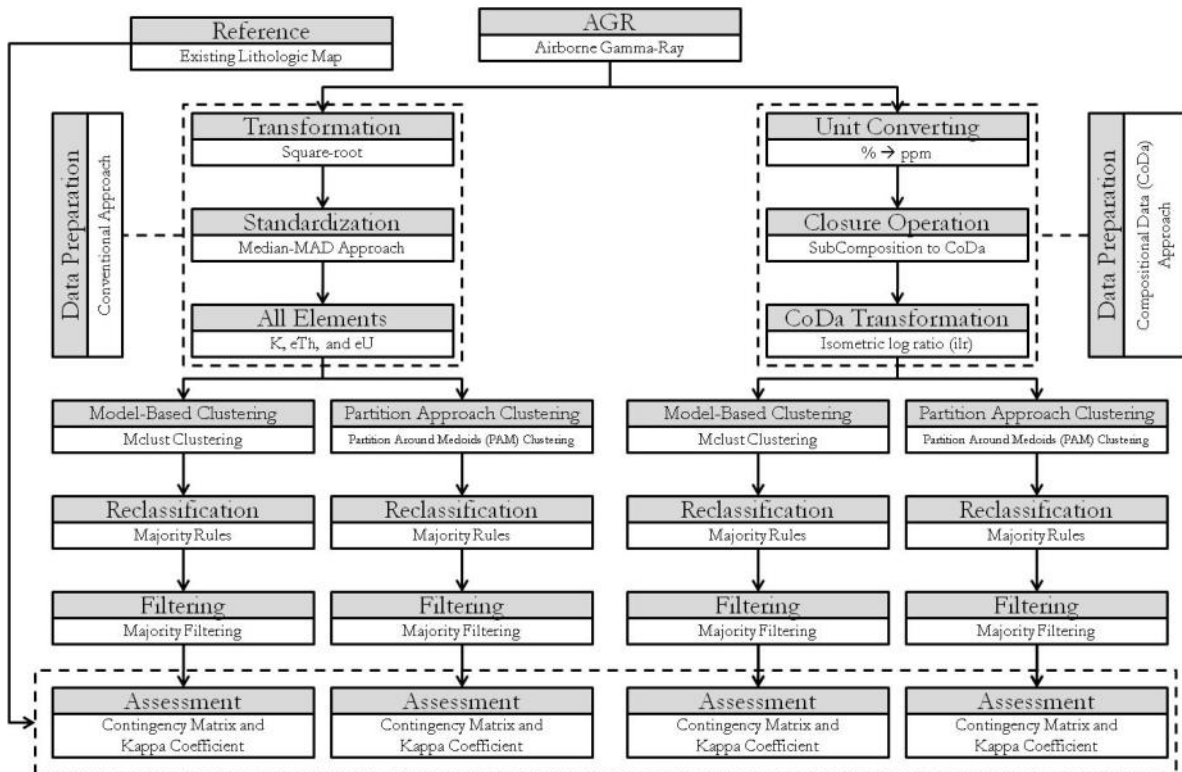 Reference
Existing Lithologic Map
AGR
Airborne Gamma-Ray
Data Preparation
Conventional Approach
Transformation
Square-root
Standardization
Median-MAD Approach
All Elements
K, eTh, and eU
Unit Converting
% → ppm
Closure Operation
SubComposition to CoDa
CoDa Transformation
Isometric log ratio (ilr)
Data Preparation
Compositional Data (CoDa)
Approach
Model-Based Clustering
Mclust Clustering
Partition Approach Clustering
Partition Around Medoids (PAM) Clustering
Model-Based Clustering
Mclust Clustering
Partition Approach Clustering
Partition Around Medoids (PAM) Clustering
Reclassification
Majority Rules
Reclassification
Majority Rules
Reclassification
Majority Rules
Reclassification
Majority Rules
Filtering
Majority Filtering
Filtering
Majority Filtering
Filtering
Majority Filtering
Filtering
Majority Filtering
Assessment
Contingency Matrix and
Kappa Coefficient
Assessment
Contingency Matrix and
Kappa Coefficient
Assessment
Contingency Matrix and
Kappa Coefficient
Assessment
Contingency Matrix and
Kappa Coefficient